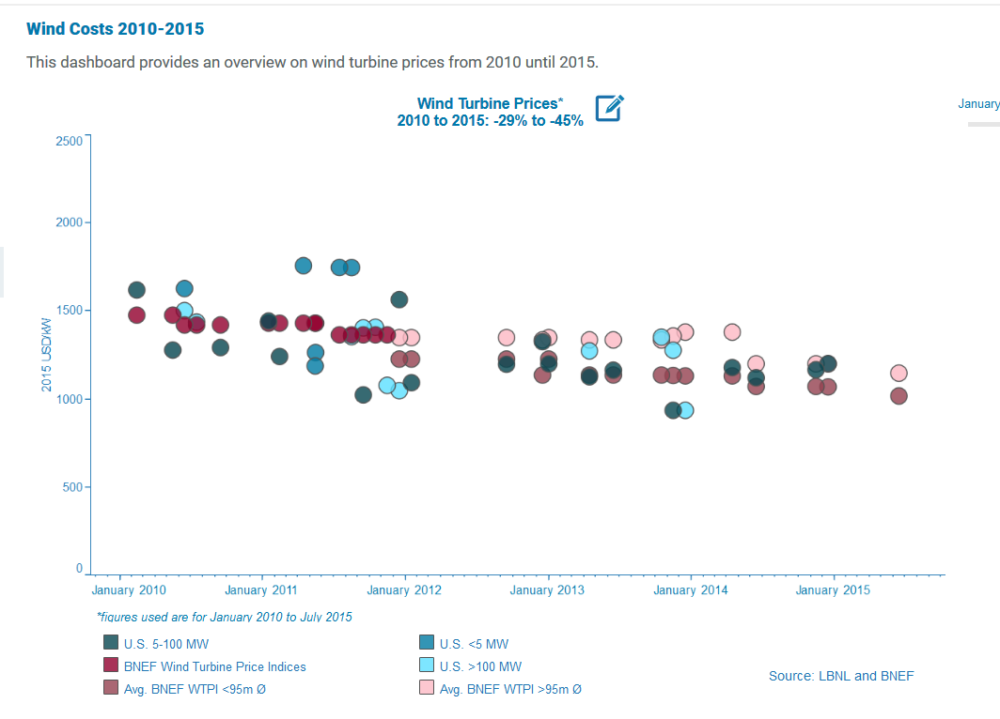 Wind Costs 2010-2015
This dashboard provides an overview on wind turbine prices from 2010 until 2015.
Wind Turbine Prices*
2010 to 2015: -29% to -45%
January
2500
2000
1500
1000
500
0
2015 USD/kW
January 2010
January 2011
January 2012
January 2013
January 2014
January 2015
*figures used are for January 2010 to July 2015
U.S. 5-100 MW
U.S. <5 MW
BNEF Wind Turbine Price Indices
U.S. >100 MW
Avg. BNEF WTPI <95m Ø
Avg. BNEF WTPI >95m Ø
Source: LBNL and BNEF